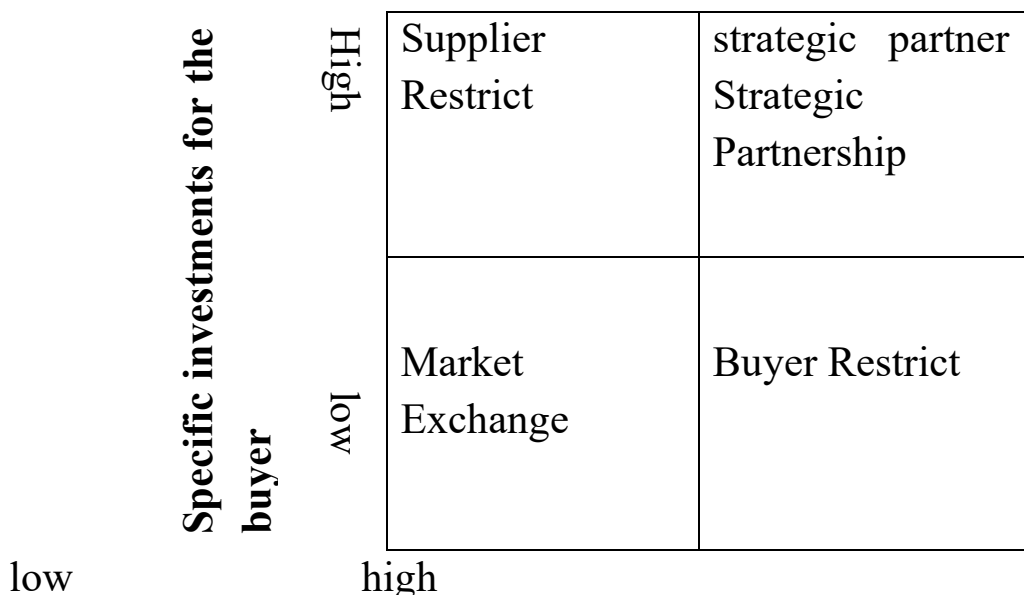 Specific investments for the
buyer
High
low
Supplier
Restrict
strategic partner
Strategic
Partnership
Market
Exchange
Buyer Restrict
low high